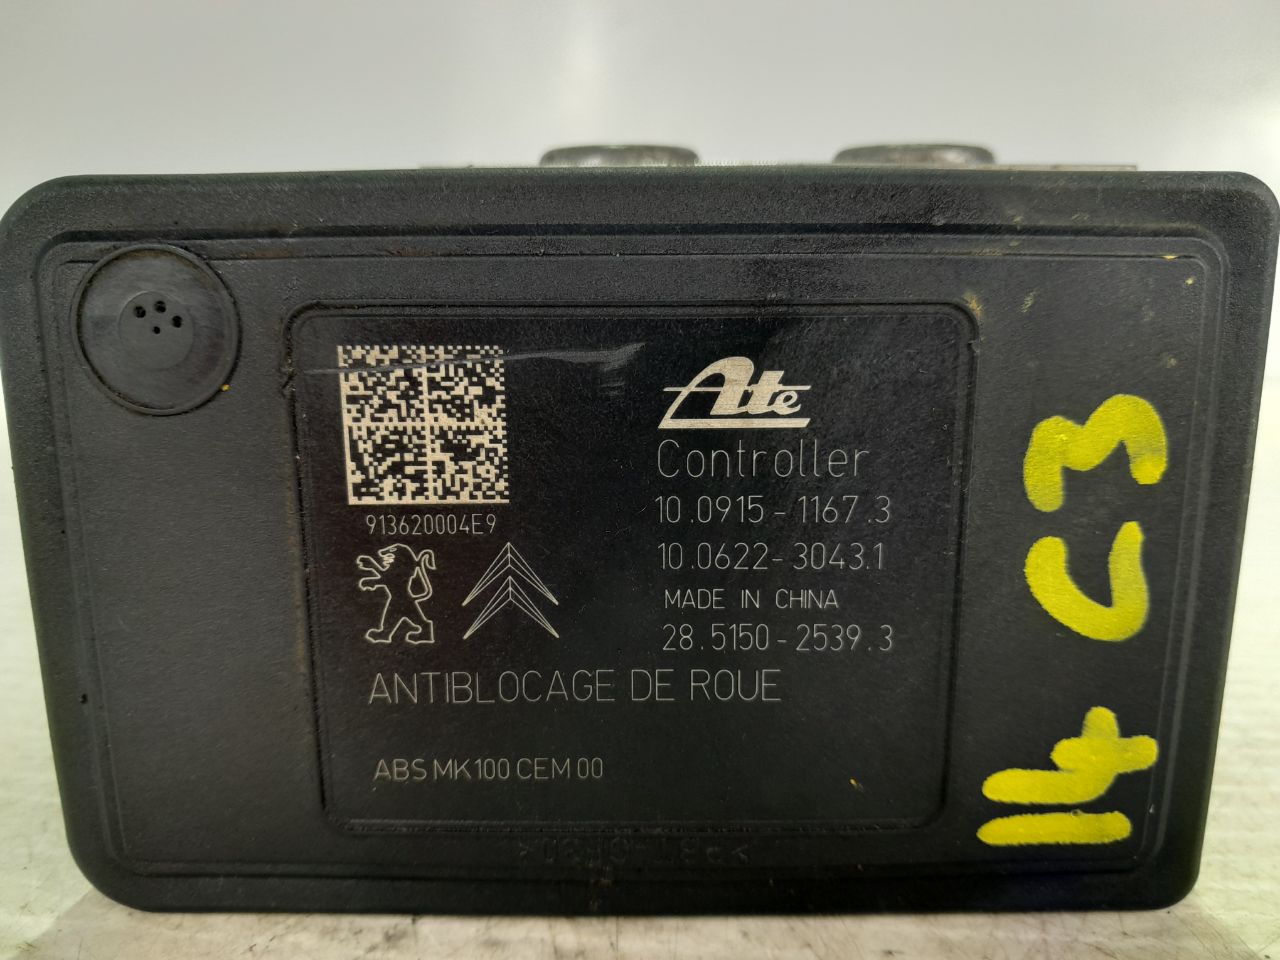 Ate
Controller
10.0915-1167.3
10.0622-3043.1
MADE IN CHINA
28.5150-2539.3
913620004E9
ANTIBLOCAGE DE ROUE
ABS MK100 CEM 00
14 C3